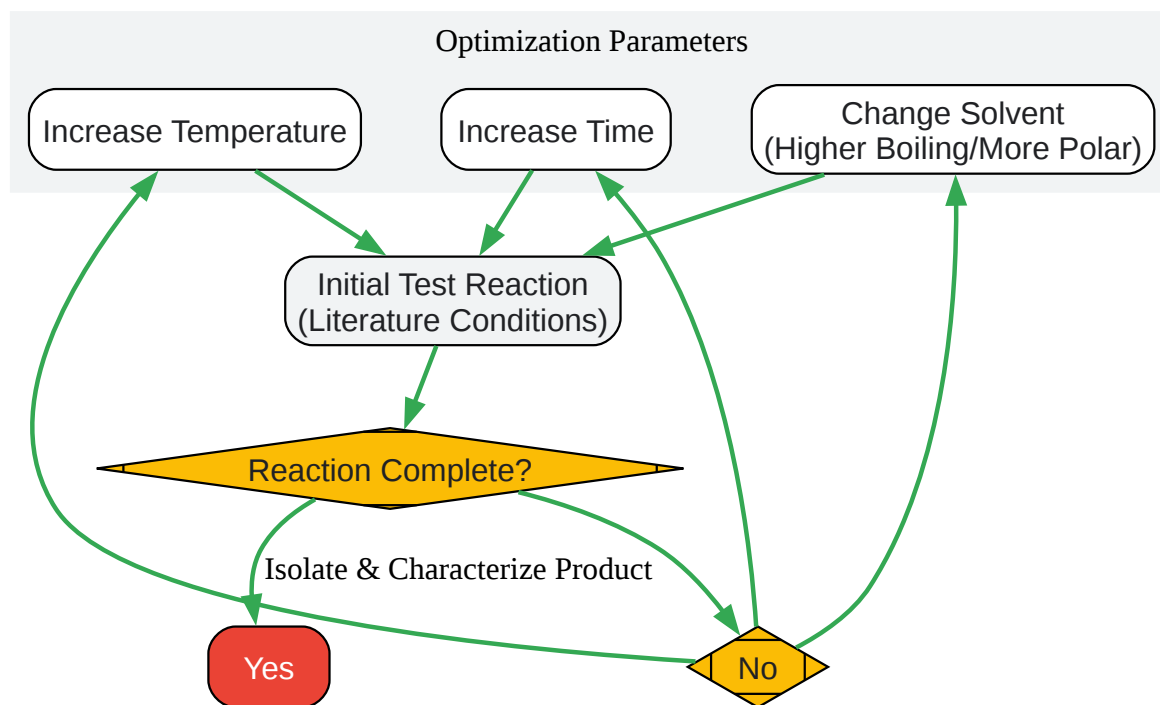 Optimization Parameters
Increase Temperature
Increase Time
Change Solvent
(Higher Boiling/More Polar)
Initial Test Reaction
(Literature Conditions)
Reaction Complete?
Isolate & Characterize Product
Yes
No